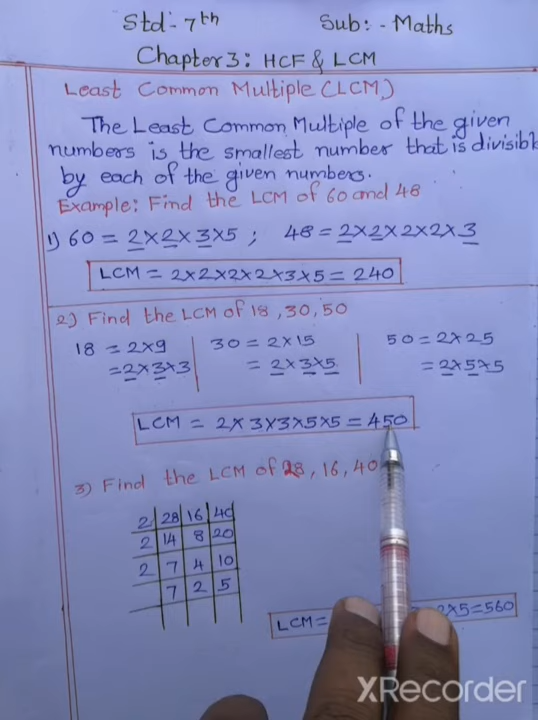 Std:- 7th Sub: - Maths
Chapter 3: HCF & LCM
Least Common Multiple (LCM)
The Least Common Multiple of the given
numbers is the smallest number that is divisibl
by each of the given numbers.
Example: Find the LCM of 60 and 48
1) 60 = 2×2×3×5 ; 48 = 2×2×2×2×3
LCM = 2×2×2×2×3×5 = 240
2) Find the LCM of 18, 30, 50
18 = 2×9 30 = 2×15 50 = 2×25
= 2×3×3 = 2×3×5 = 2×5×5
LCM = 2×3×3×5×5 = 450
3) Find the LCM of 28, 16, 40
2 28 16 40
2 14 8 20
2 7 4 10
7 2 5
LCM = 2×5=560
XRecorder